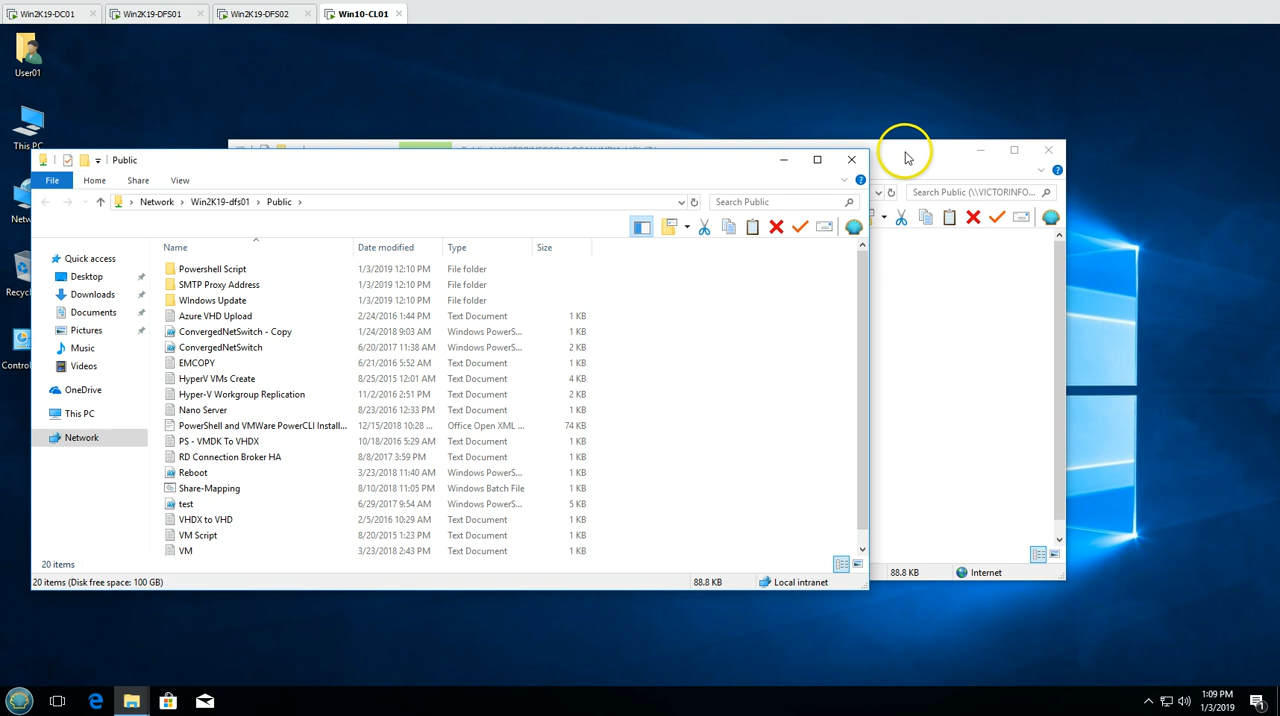 Win2K19-DC01 Win2K19-DFS01 Win2K19-DFS02 Win10-CL01
User01
This PC
Recyc
Control
Public
File Home Share View
Network Win2K19-dfs01 Public Search Public
Search Public (\\VICTORINFO...
Name Date modified Type Size
Quick access
Desktop
Downloads
Documents
Pictures
Music
Videos
OneDrive
This PC
Network
Powershell Script 1/3/2019 12:10 PM File folder
SMTP Proxy Address 1/3/2019 12:10 PM File folder
WIndows Update 1/3/2019 12:10 PM File folder
Azure VHD Upload 2/24/2016 1:44 PM Text Document 1 KB
ConvergedNetSwitch - Copy 1/24/2018 9:03 AM Windows PowerS... 1 KB
ConvergedNetSwitch 6/20/2017 11:38 AM Windows PowerS... 2 KB
EMCOPY 6/21/2016 5:52 AM Text Document 1 KB
HyperV VMs Create 8/25/2015 12:01 AM Text Document 4 KB
Hyper-V Workgroup Replication 11/2/2016 2:51 PM Text Document 2 KB
Nano Server 8/23/2016 12:33 PM Text Document 1 KB
PowerShell and VMWare PowerCLI Install... 12/15/2018 10:28 ... Office Open XML ... 74 KB
PS - VMDK To VHDX 10/18/2016 5:29 AM Text Document 1 KB
RD Connection Broker HA 8/8/2017 3:59 PM Text Document 1 KB
Reboot 3/23/2018 11:40 AM Windows PowerS... 1 KB
Share-Mapping 8/10/2018 11:05 PM Windows Batch File 1 KB
test 6/29/2017 9:54 AM Windows PowerS... 5 KB
VHDX to VHD 2/5/2016 10:29 AM Text Document 1 KB
VM Script 8/20/2015 1:23 PM Text Document 1 KB
VM 3/23/2018 2:43 PM Text Document 1 KB
20 items
20 items (Disk free space: 100 GB) 88.8 KB Local intranet
88.8 KB Internet
1:09 PM
1/3/2019
1